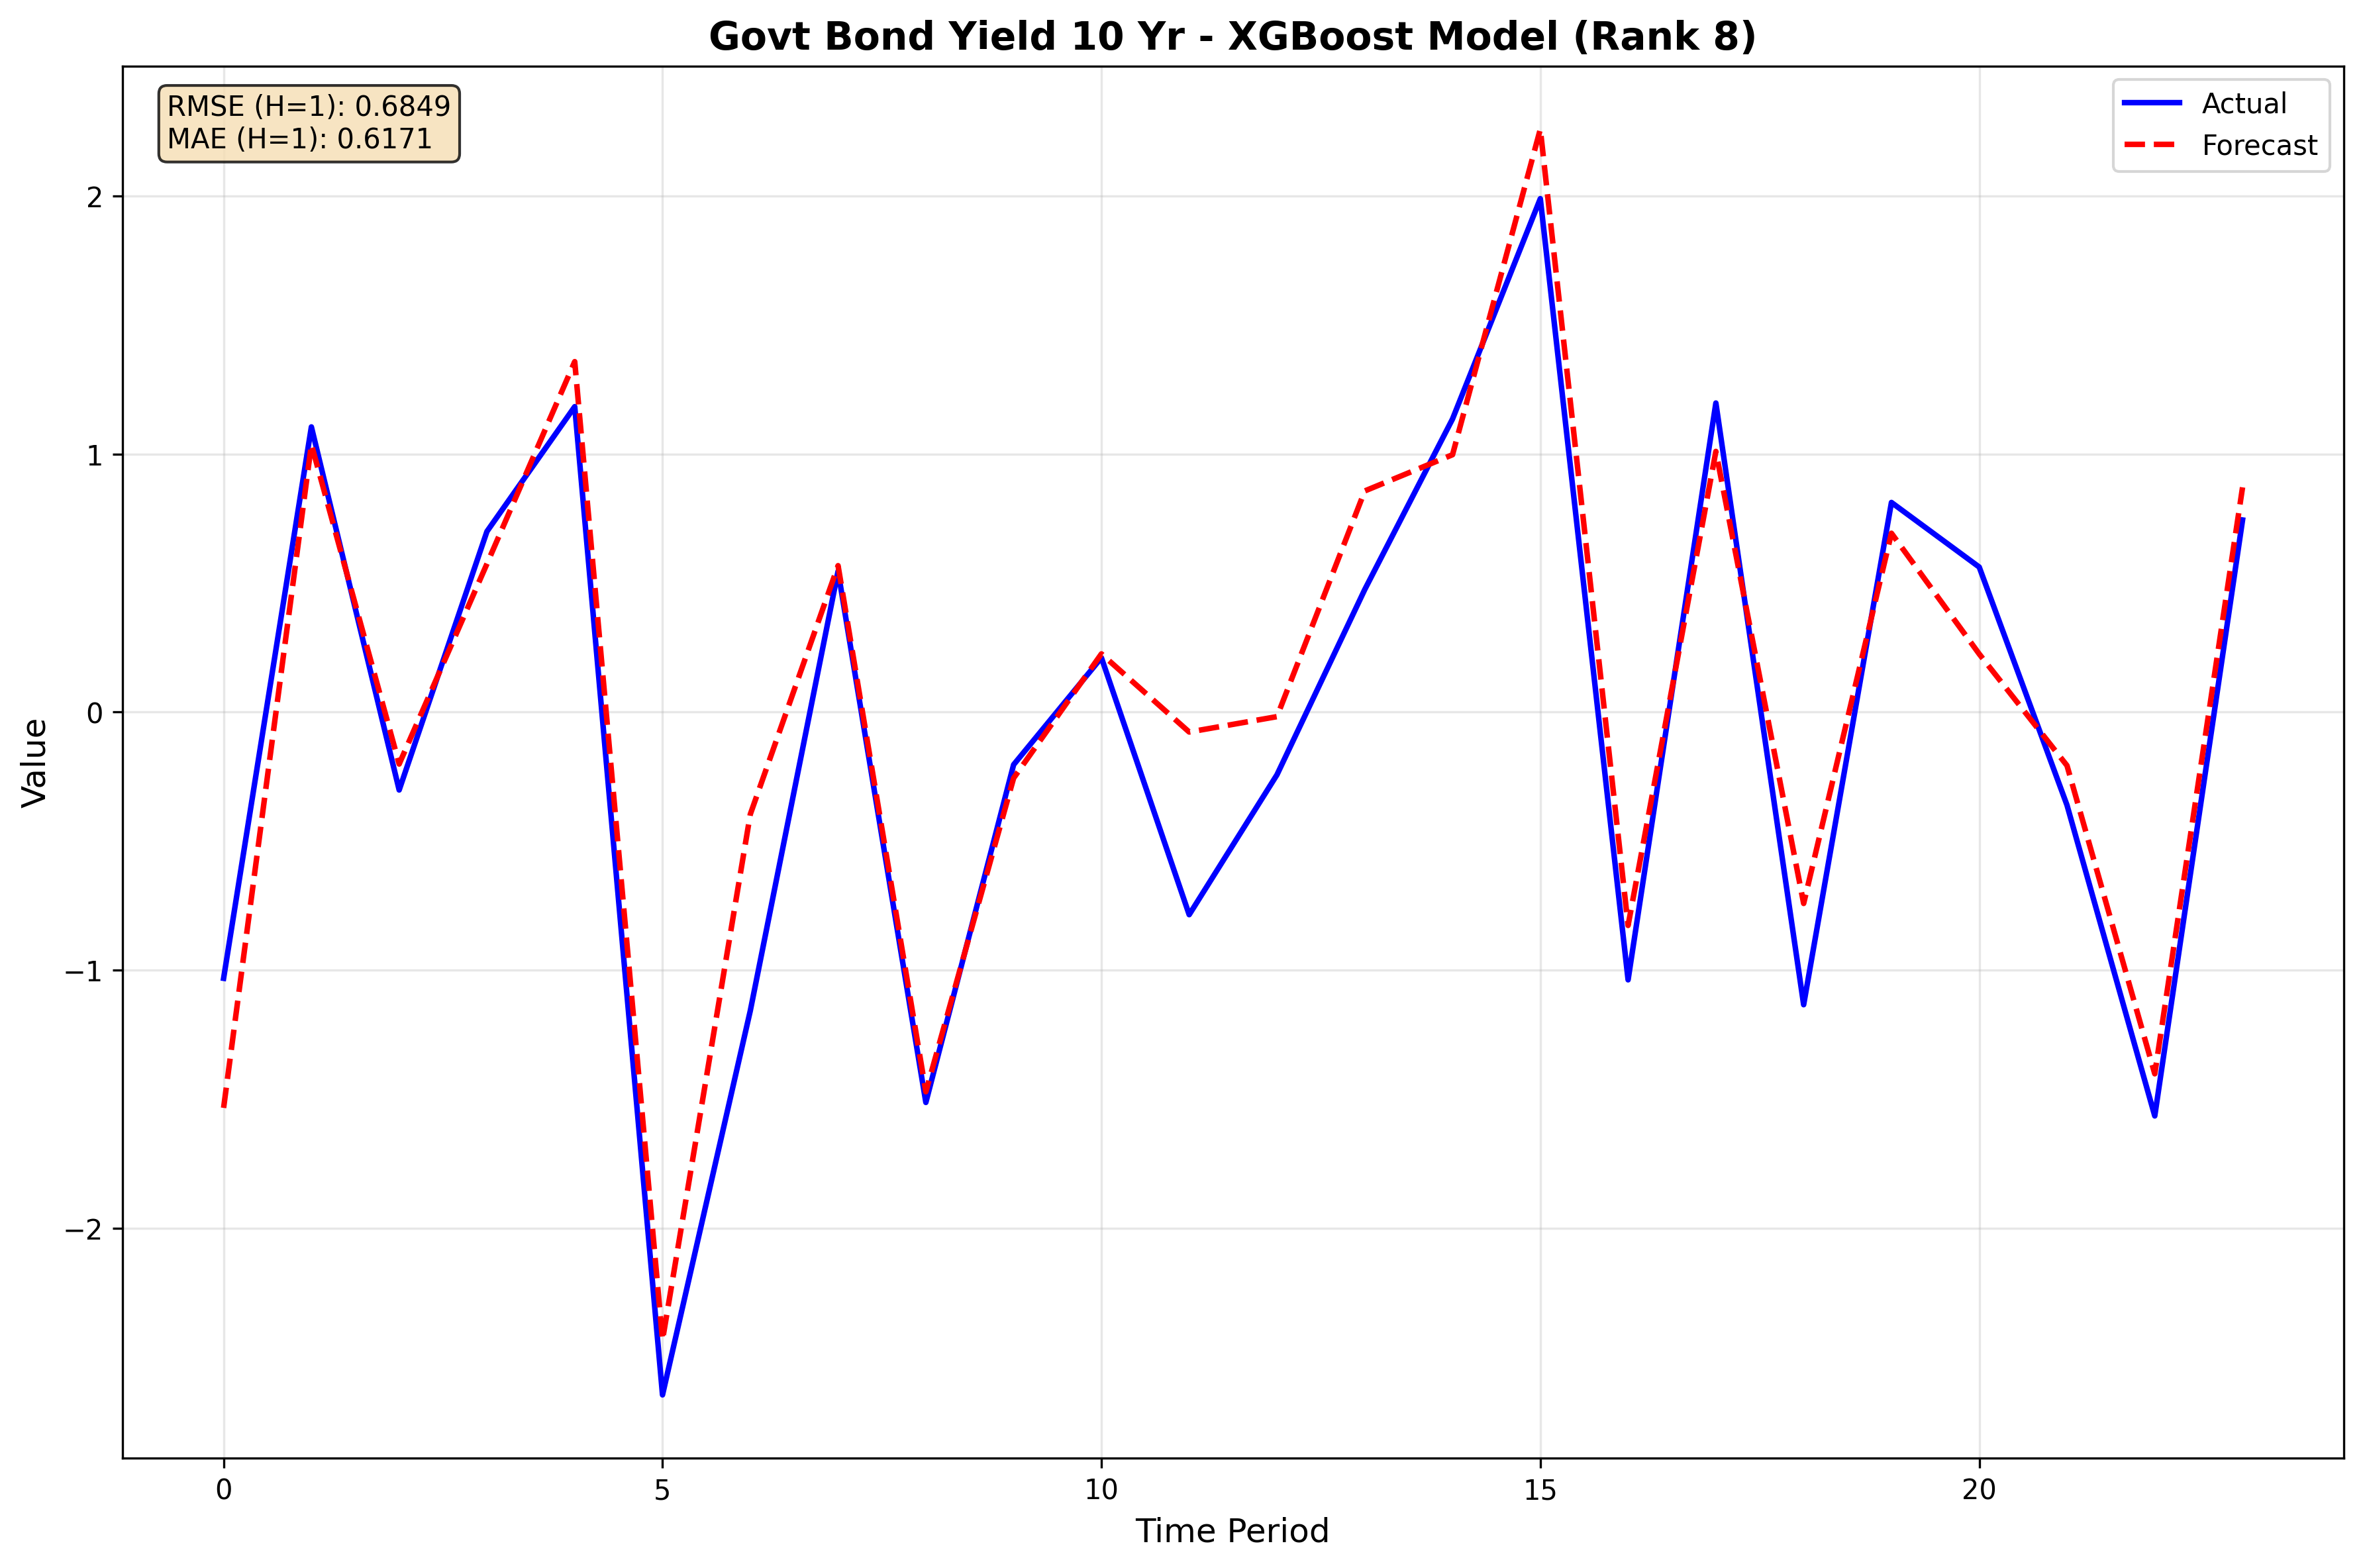 Govt Bond Yield 10 Yr - XGBoost Model (Rank 8)
RMSE (H=1): 0.6849
MAE (H=1): 0.6171
Actual
Forecast
2
1
0
−1
−2
Value
0 5 10 15 20
Time Period